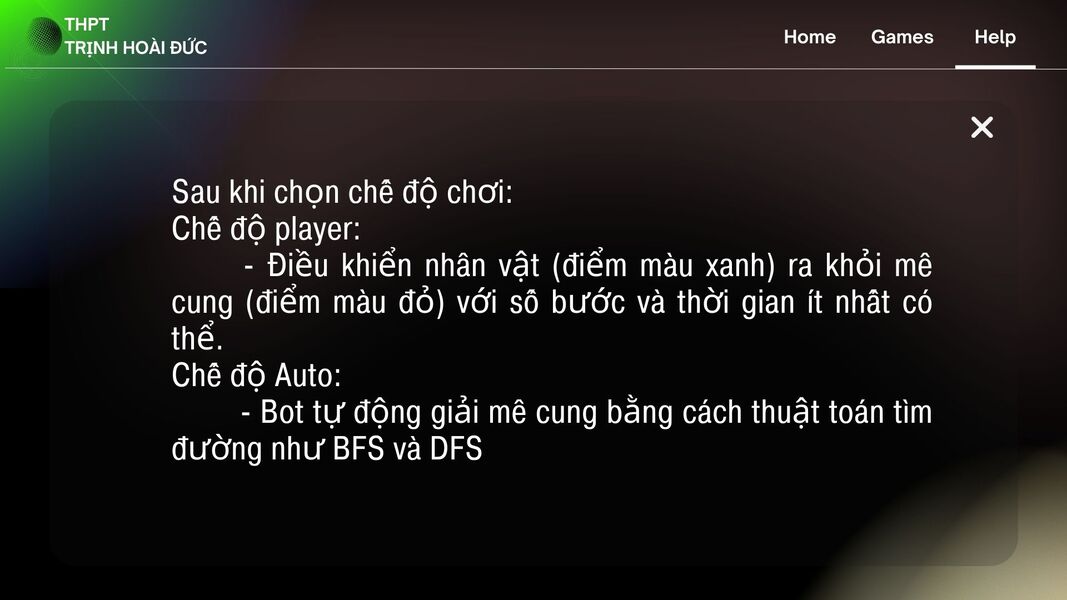 THPT
TRỊNH HOÀI ĐỨC
Home
Games
Help
Sau khi chọn chế độ chơi:
Chế độ player:
- Điều khiển nhân vật (điểm màu xanh) ra khỏi mê
cung (điểm màu đỏ) với số bước và thời gian ít nhất có
thể.
Chế độ Auto:
- Bot tự động giải mê cung bằng cách thuật toán tìm
đường như BFS và DFS